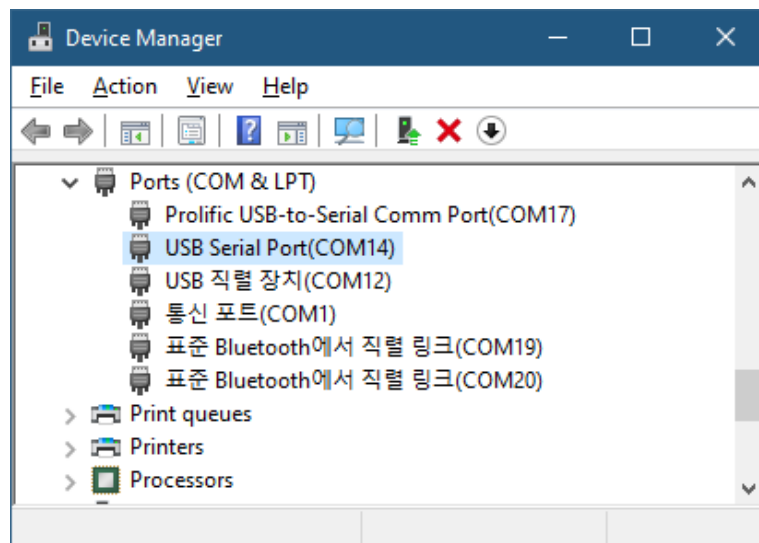 Device Manager
File Action View Help
Ports (COM & LPT)
Prolific USB-to-Serial Comm Port(COM17)
USB Serial Port(COM14)
USB 직렬 장치(COM12)
통신 포트(COM1)
표준 Bluetooth에서 직렬 링크(COM19)
표준 Bluetooth에서 직렬 링크(COM20)
Print queues
Printers
Processors